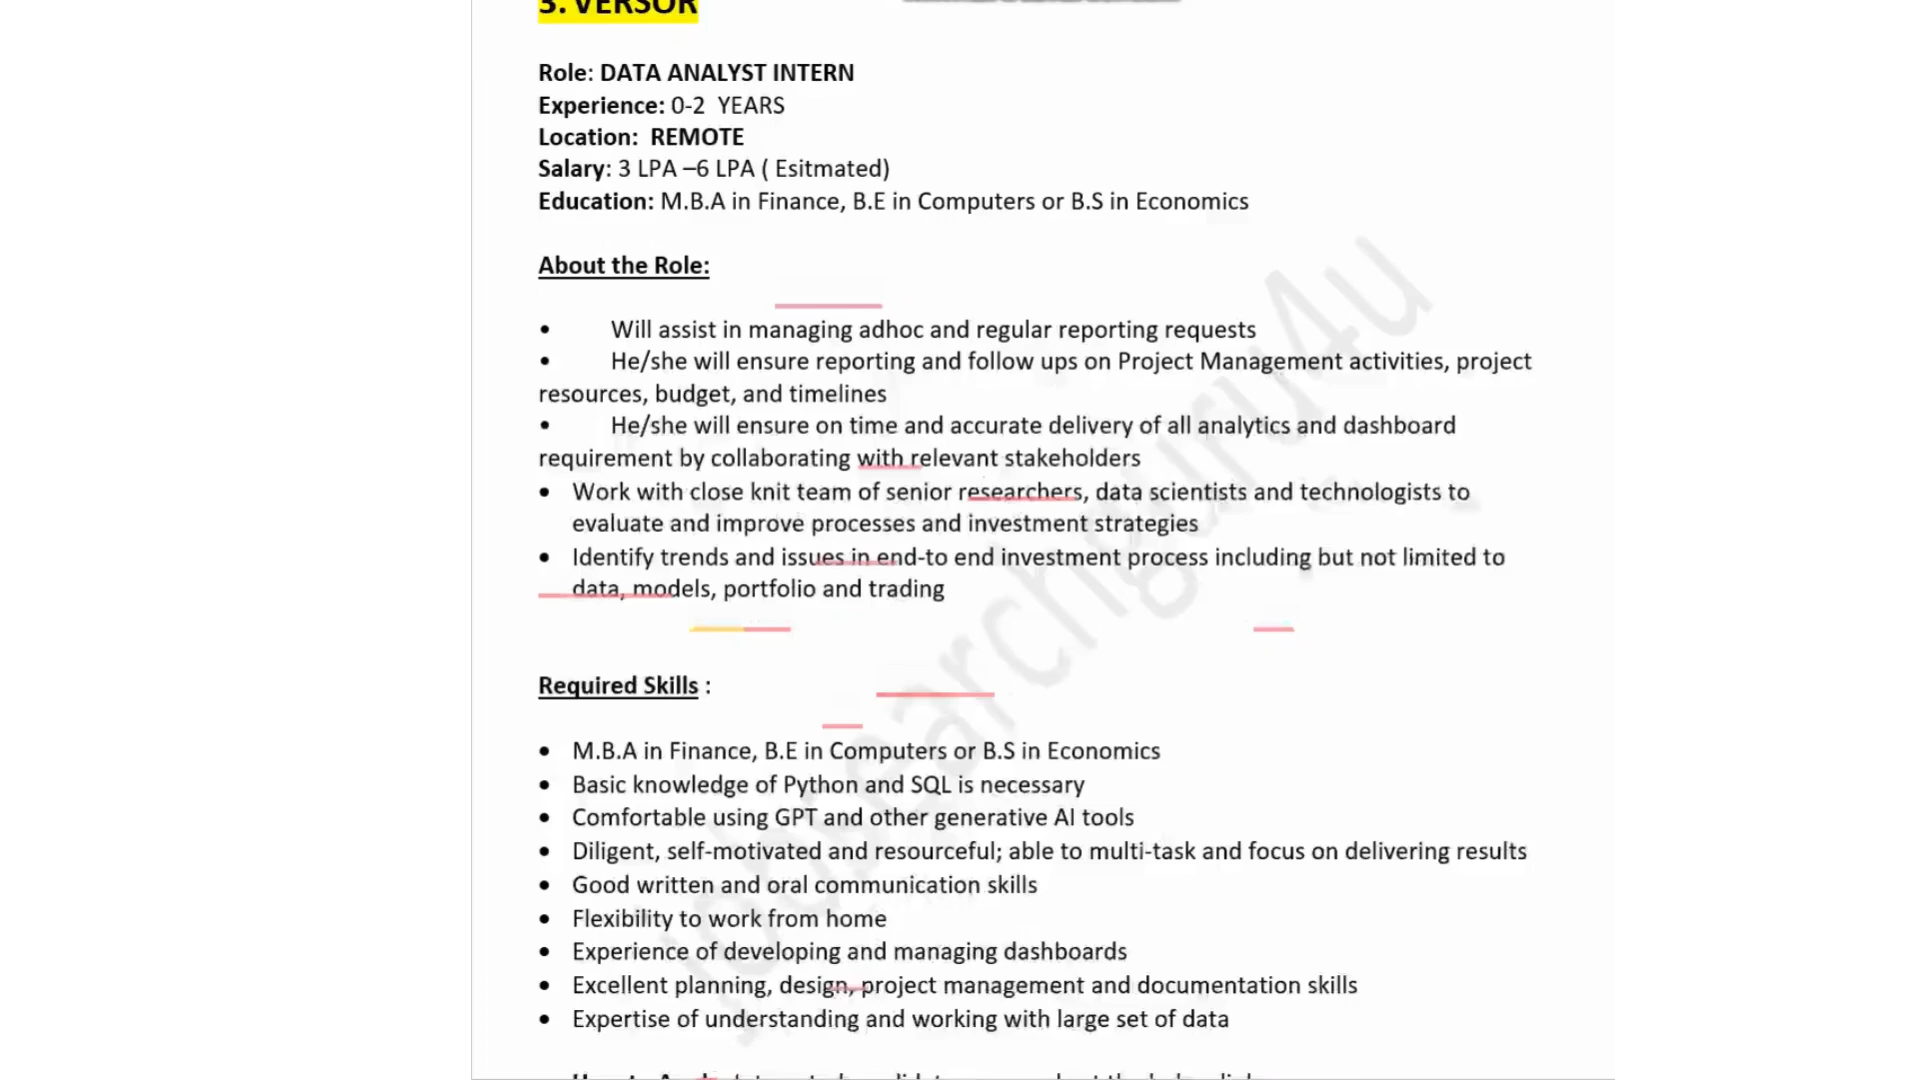 3. VERSOR
Role: DATA ANALYST INTERN
Experience: 0-2 YEARS
Location: REMOTE
Salary: 3 LPA –6 LPA ( Esitmated)
Education: M.B.A in Finance, B.E in Computers or B.S in Economics
About the Role:
• Will assist in managing adhoc and regular reporting requests
• He/she will ensure reporting and follow ups on Project Management activities, project
resources, budget, and timelines
• He/she will ensure on time and accurate delivery of all analytics and dashboard
requirement by collaborating with relevant stakeholders
• Work with close knit team of senior researchers, data scientists and technologists to
evaluate and improve processes and investment strategies
• Identify trends and issues in end-to end investment process including but not limited to
data, models, portfolio and trading
Required Skills :
• M.B.A in Finance, B.E in Computers or B.S in Economics
• Basic knowledge of Python and SQL is necessary
• Comfortable using GPT and other generative AI tools
• Diligent, self-motivated and resourceful; able to multi-task and focus on delivering results
• Good written and oral communication skills
• Flexibility to work from home
• Experience of developing and managing dashboards
• Excellent planning, design, project management and documentation skills
• Expertise of understanding and working with large set of data
jobsearchguru4u